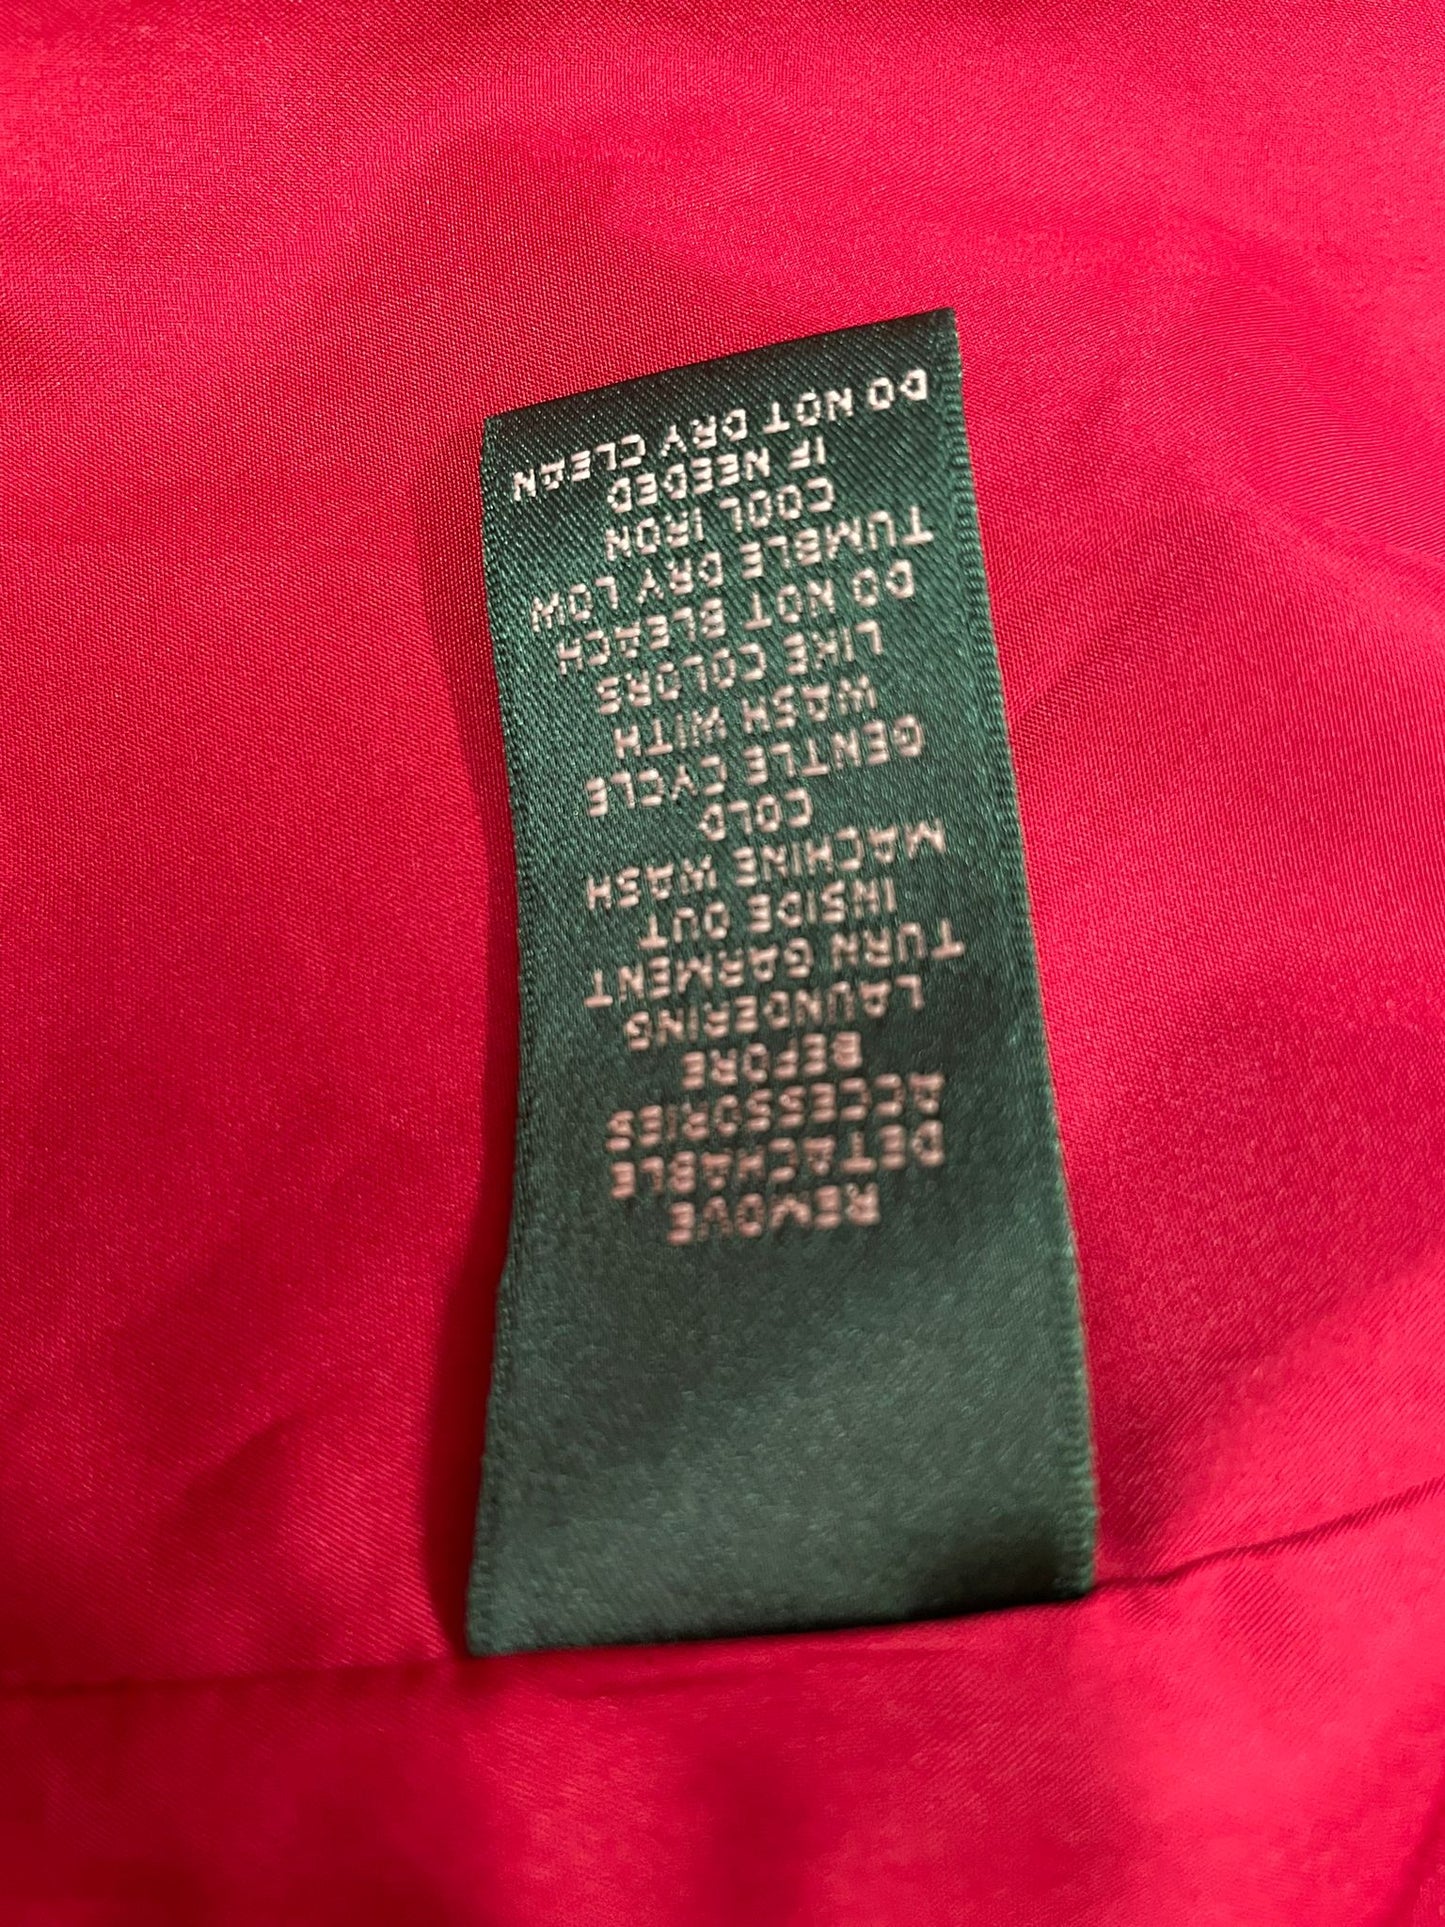 REMOVE
DETACHABLE
ACCESSORIES
BEFORE
LAUNDERING
TURN GARMENT
INSIDE OUT
MACHINE WASH
COLD
GENTLE CYCLE
WASH WITH
LIKE COLORS
DO NOT BLEACH
TUMBLE DRY LOW
COOL IRON
IF NEEDED
DO NOT DRY CLEAN